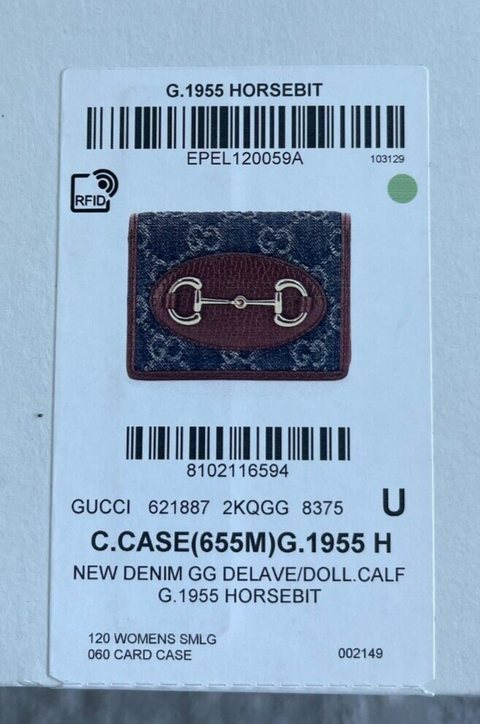 G.1955 HORSEBIT
EPEL120059A
103129
RFID
8102116594
GUCCI 621887 2KQGG 8375 U
C.CASE(655M)G.1955 H
NEW DENIM GG DELAVE/DOLL.CALF
G.1955 HORSEBIT
120 WOMENS SMLG
060 CARD CASE 002149